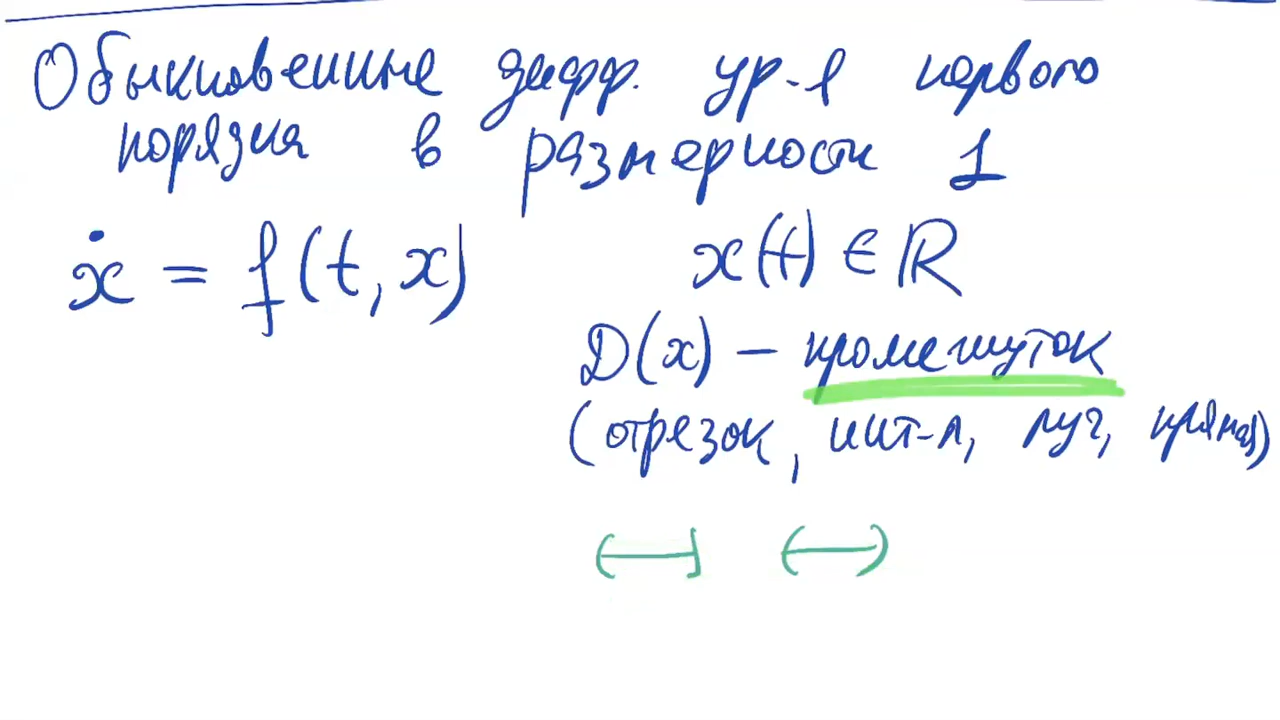 Обыкновенные дифф. ур-я первого
порядка в размерности 1
ẋ = f(t, x) x(t) ∈ ℝ
D(x) – промежуток
(отрезок, инт-л, луч, прямая)